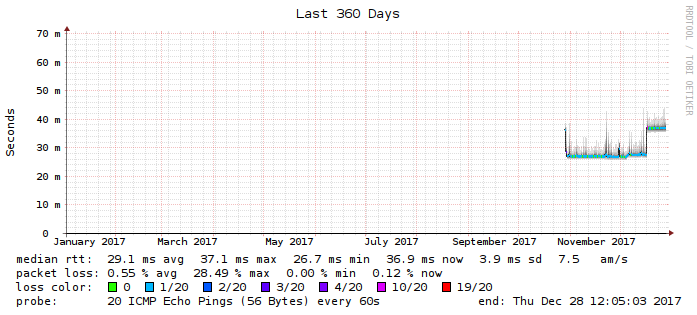 Last 360 Days
RRDTOOL / TOBI OETIKER
70 m
60 m
50 m
40 m
30 m
20 m
10 m
0
Seconds
January 2017 March 2017 May 2017 July 2017 September 2017 November 2017
median rtt: 29.1 ms avg 37.1 ms max 26.7 ms min 36.9 ms now 3.9 ms sd 7.5 am/s
packet loss: 0.55 % avg 28.49 % max 0.00 % min 0.12 % now
loss color: 0 1/20 2/20 3/20 4/20 10/20 19/20
probe: 20 ICMP Echo Pings (56 Bytes) every 60s end: Thu Dec 28 12:05:03 2017